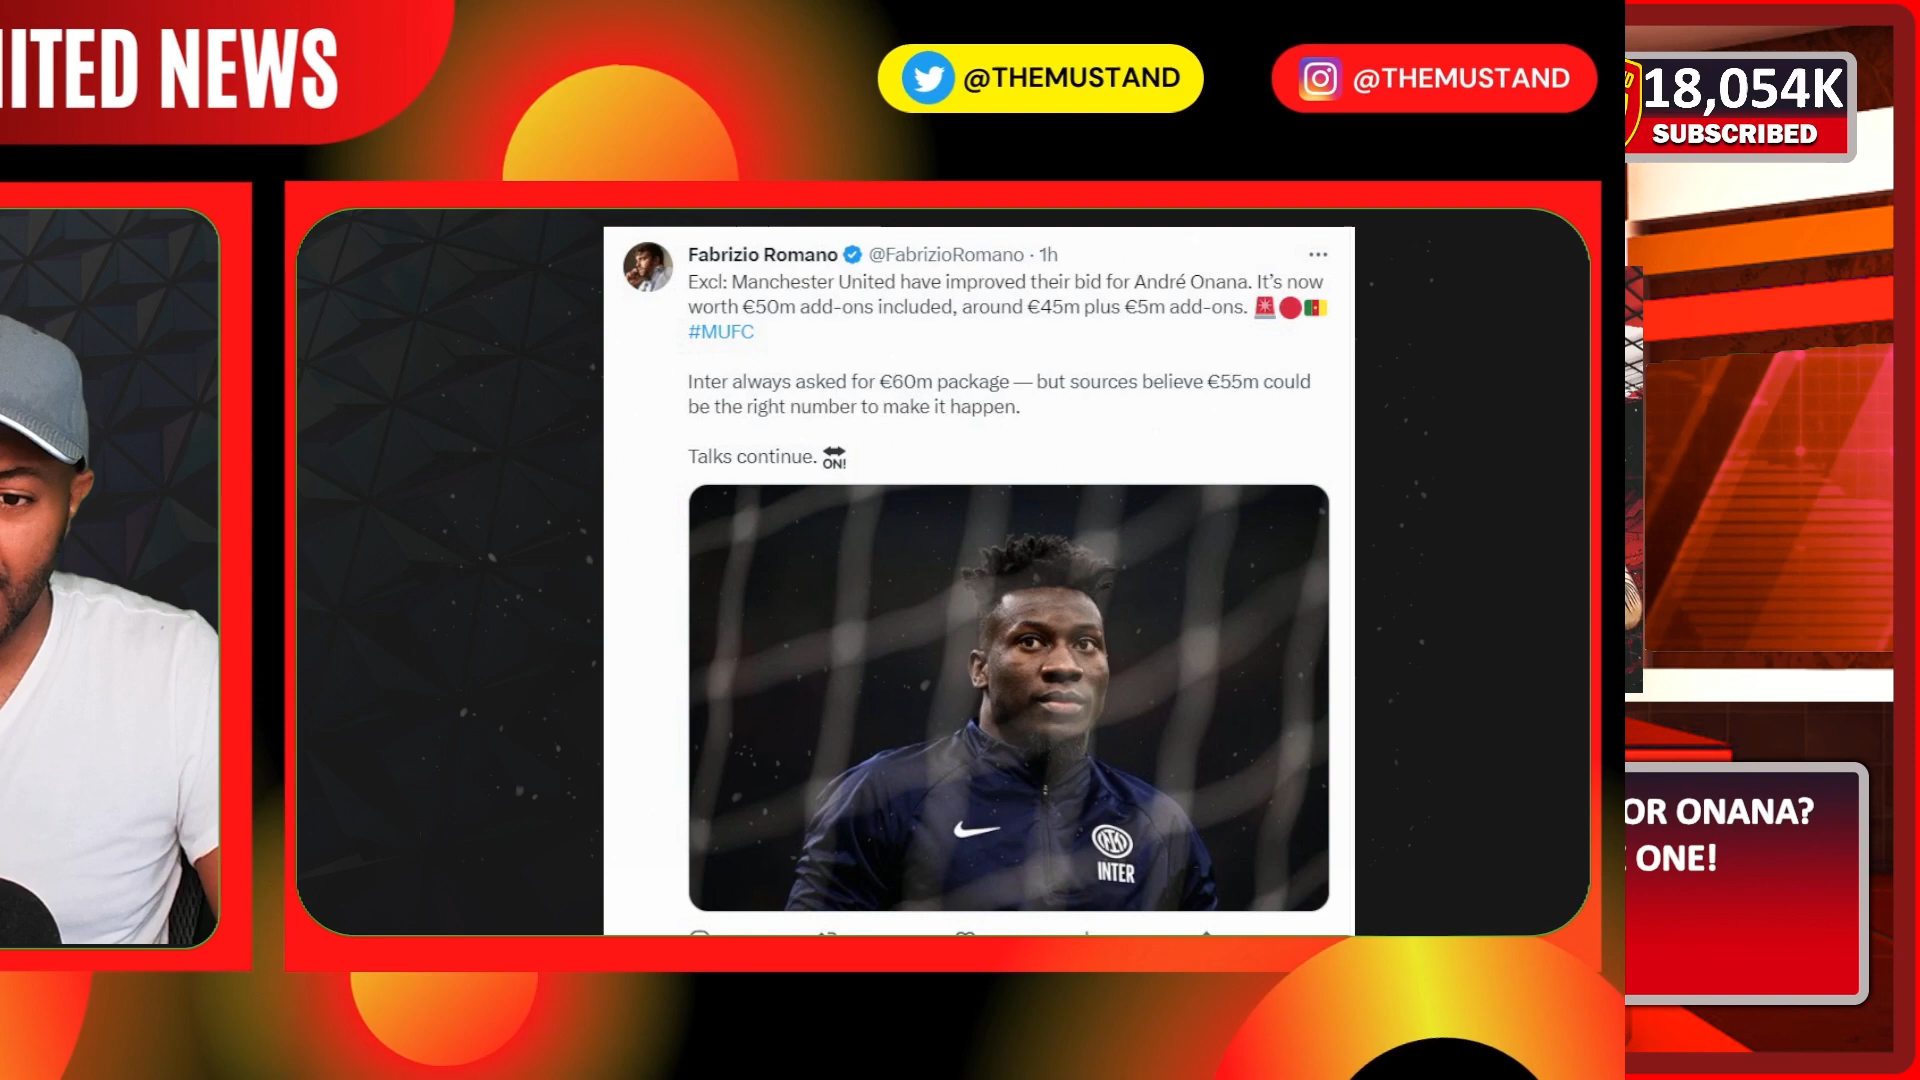 NITED NEWS
@THEMUSTAND
@THEMUSTAND
18,054K
SUBSCRIBED
Fabrizio Romano @FabrizioRomano · 1h
Excl: Manchester United have improved their bid for André Onana. It’s now
worth €50m add-ons included, around €45m plus €5m add-ons.
#MUFC
Inter always asked for €60m package — but sources believe €55m could
be the right number to make it happen.
Talks continue. ON!
INTER
OR ONANA?
ONE!